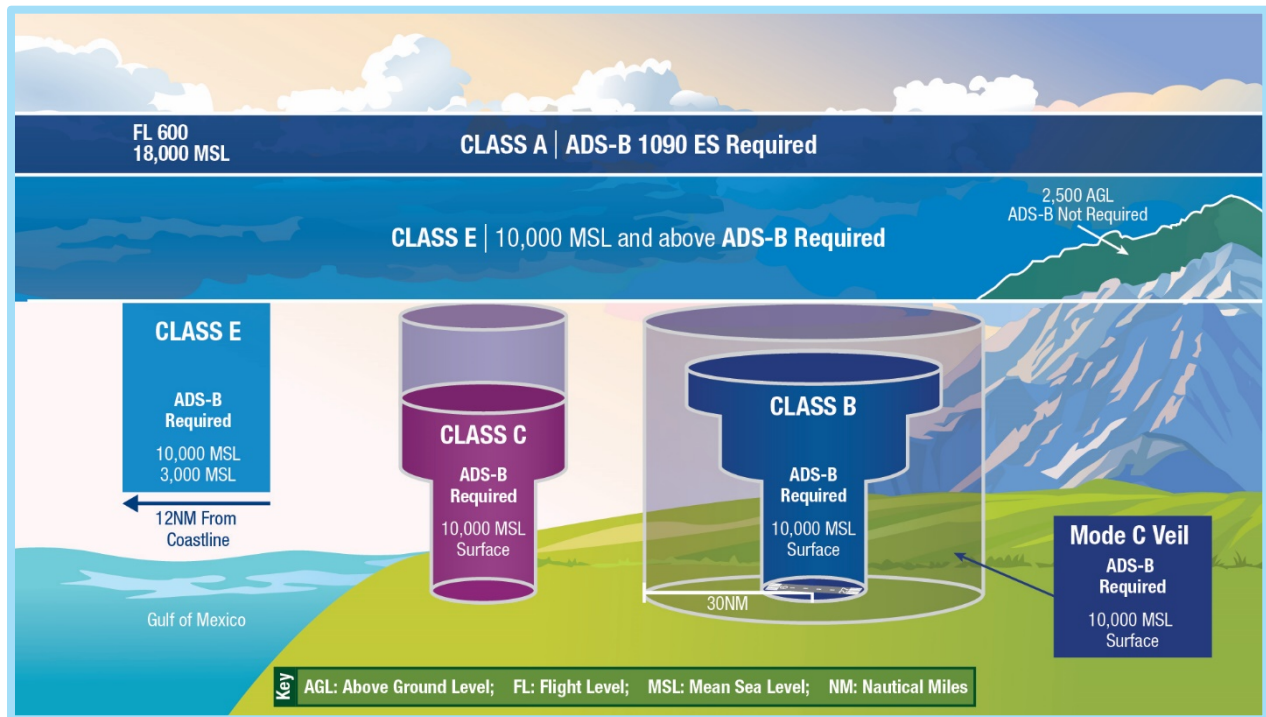 FL 600
18,000 MSL
CLASS A | ADS-B 1090 ES Required
2,500 AGL
ADS-B Not Required
CLASS E | 10,000 MSL and above ADS-B Required
CLASS E
ADS-B
Required
10,000 MSL
3,000 MSL
12NM From
Coastline
Gulf of Mexico
CLASS C
ADS-B
Required
10,000 MSL
Surface
CLASS B
ADS-B
Required
10,000 MSL
Surface
30NM
Mode C Veil
ADS-B
Required
10,000 MSL
Surface
Key
AGL: Above Ground Level; FL: Flight Level; MSL: Mean Sea Level; NM: Nautical Miles